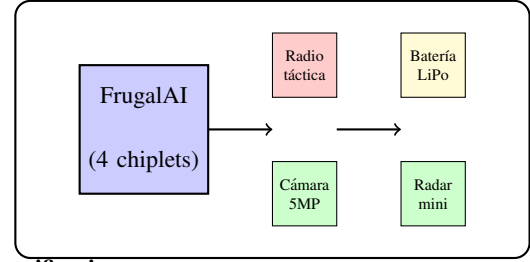 FrugalAI
(4 chiplets)
Radio
táctica
Batería
LiPo
Cámara
5MP
Radar
mini